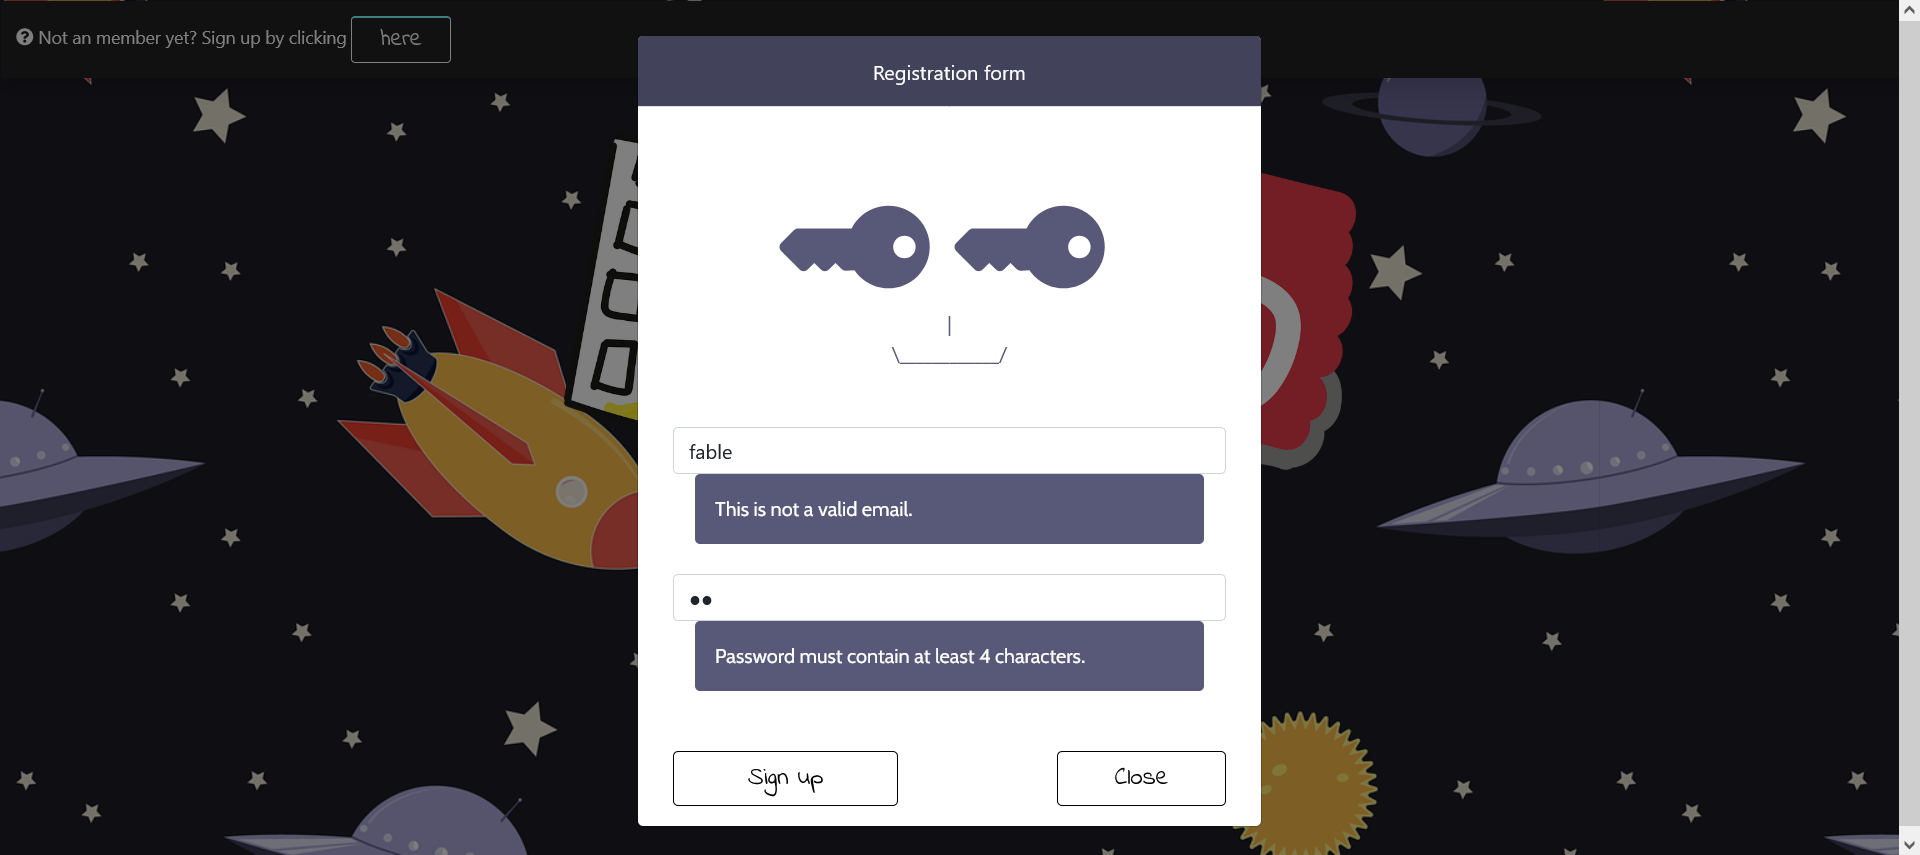 Not an member yet? Sign up by clicking here
Registration form
|
\__________/
fable
This is not a valid email.
••
Password must contain at least 4 characters.
Sign up
Close